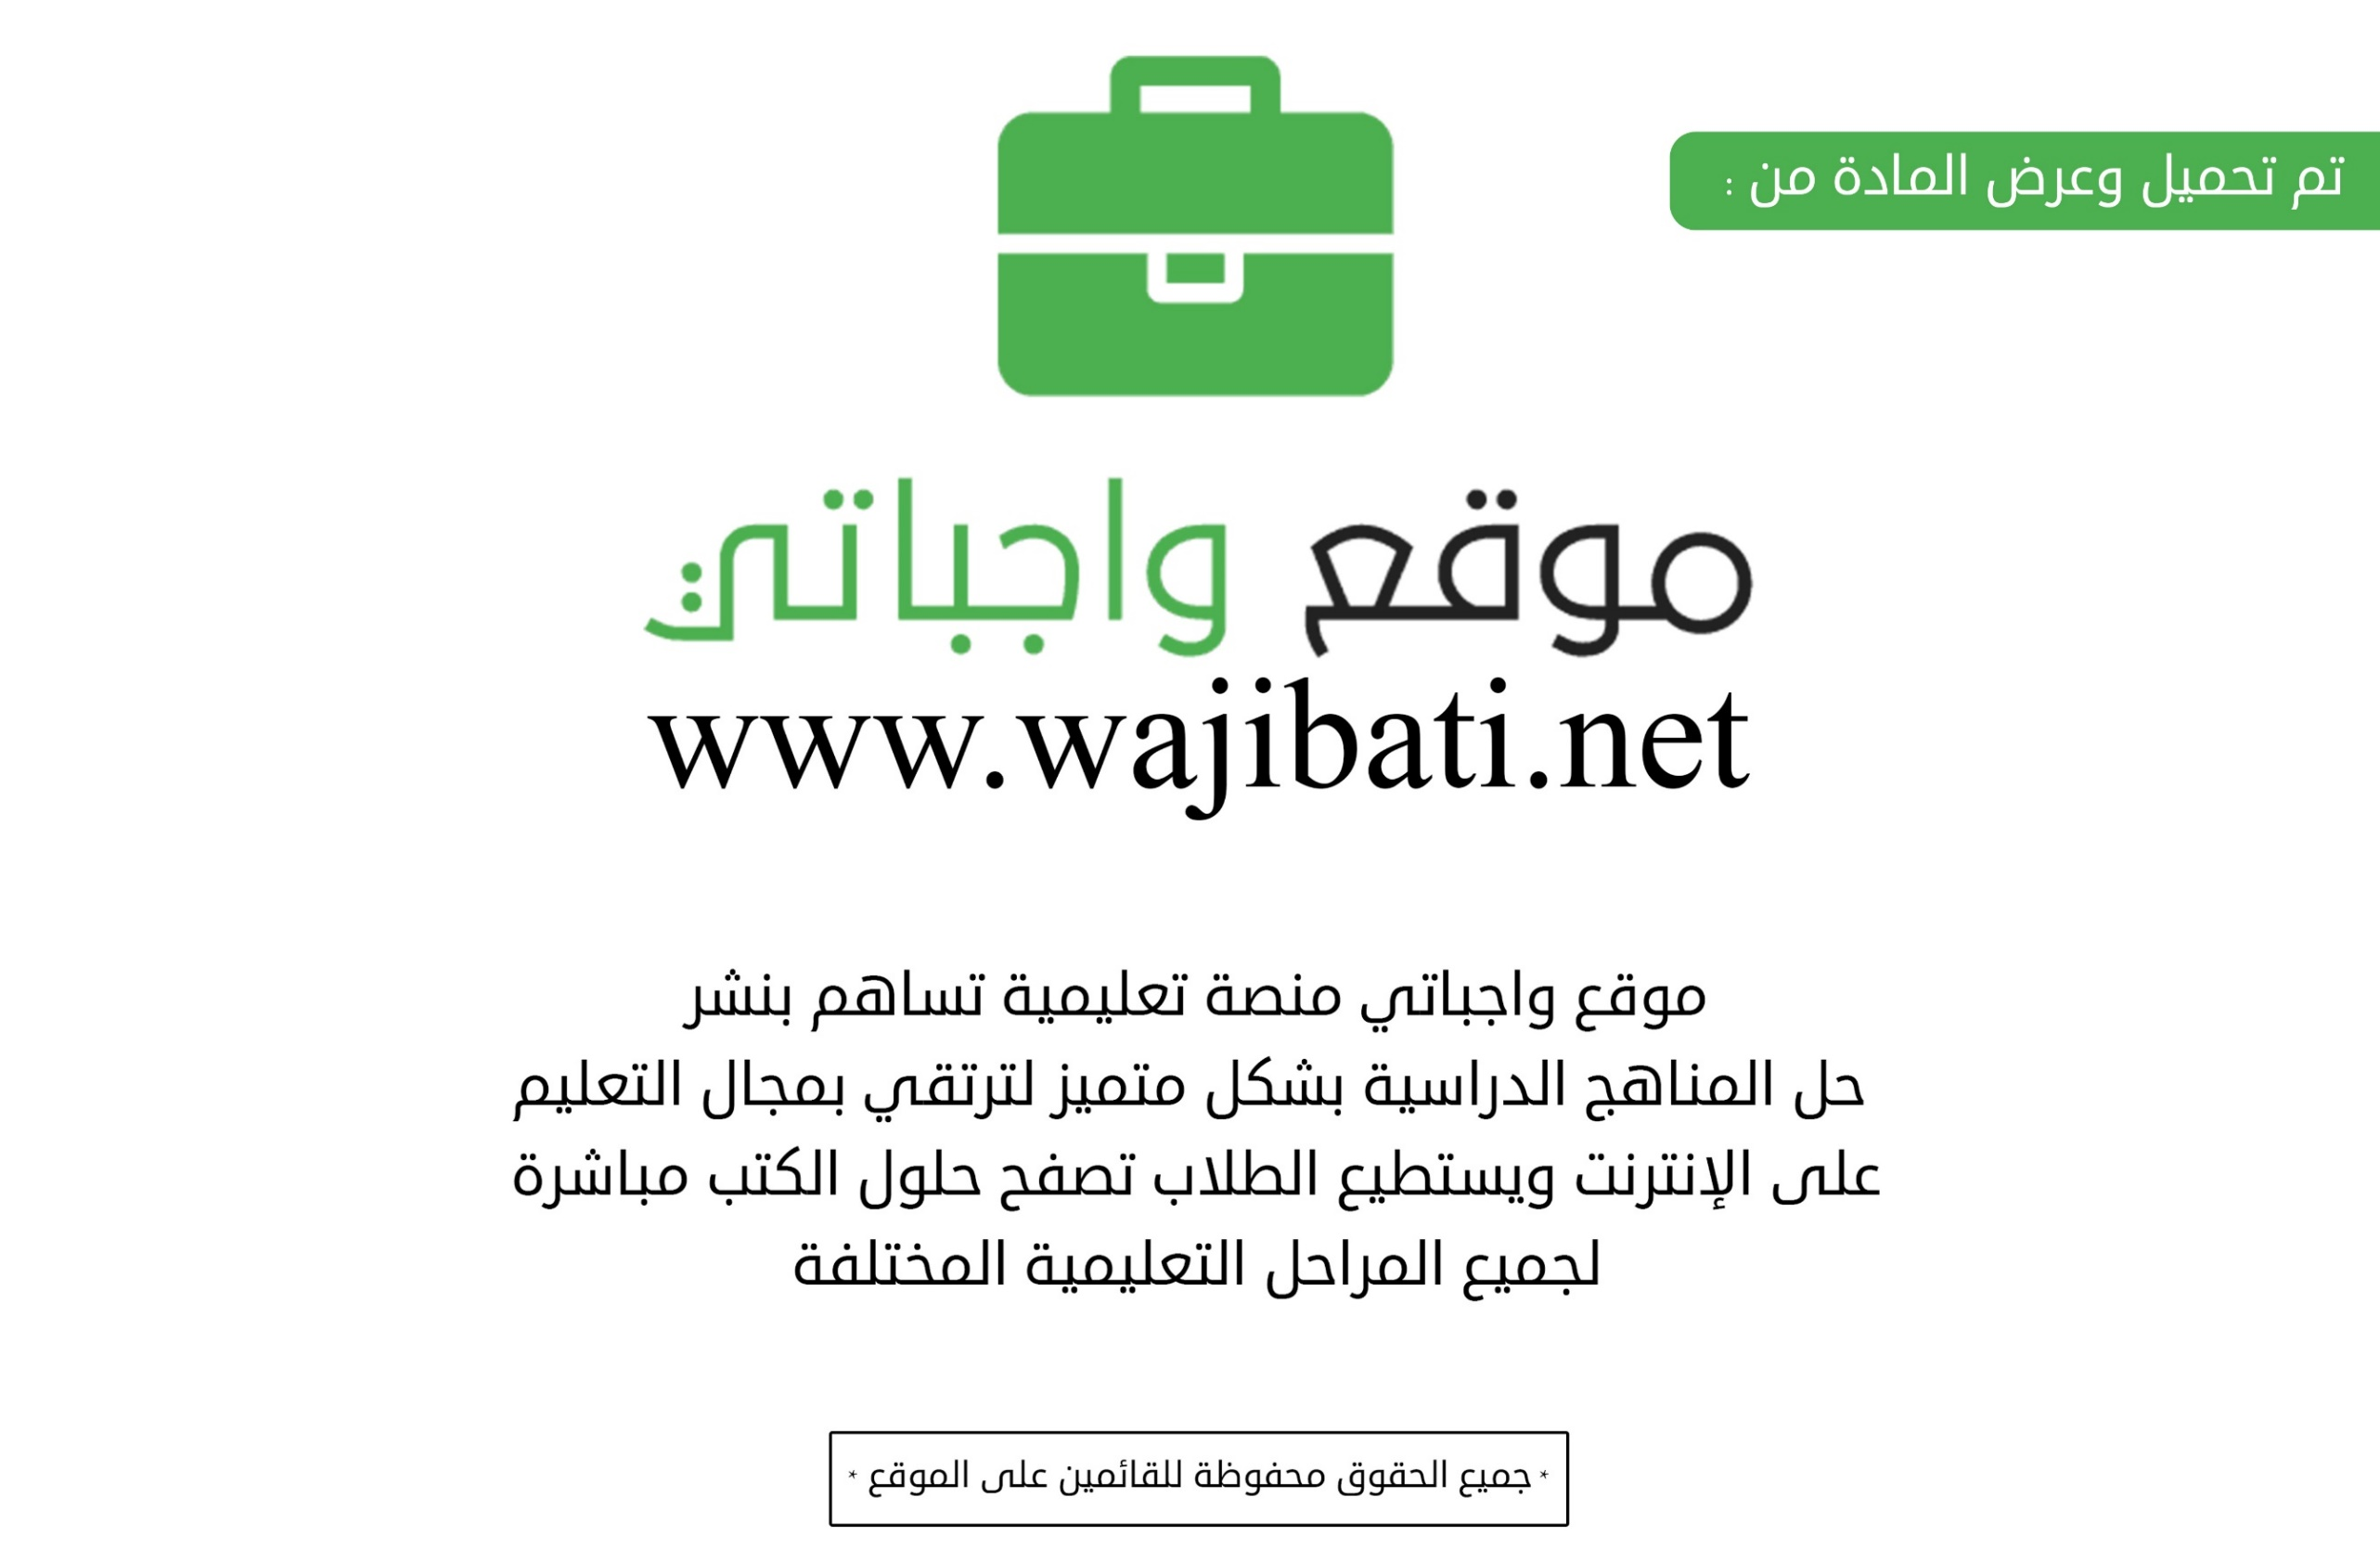 تم تحميل وعرض المادة من :
موقع واجباتي
www.wajibati.net
موقع واجباتي منصة تعليمية تساهم بنشر
حل المناهج الدراسية بشكل متميز لترتقي بمجال التعليم
على الإنترنت ويستطيع الطلاب تصفح حلول الكتب مباشرة
لجميع المراحل التعليمية المختلفة
* جميع الحقوق محفوظة للقائمين على الموقع *